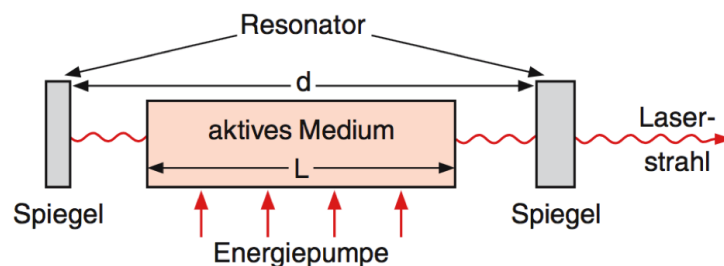 Resonator
d
aktives Medium
L
Laser-
strahl
Spiegel
Spiegel
Energiepumpe